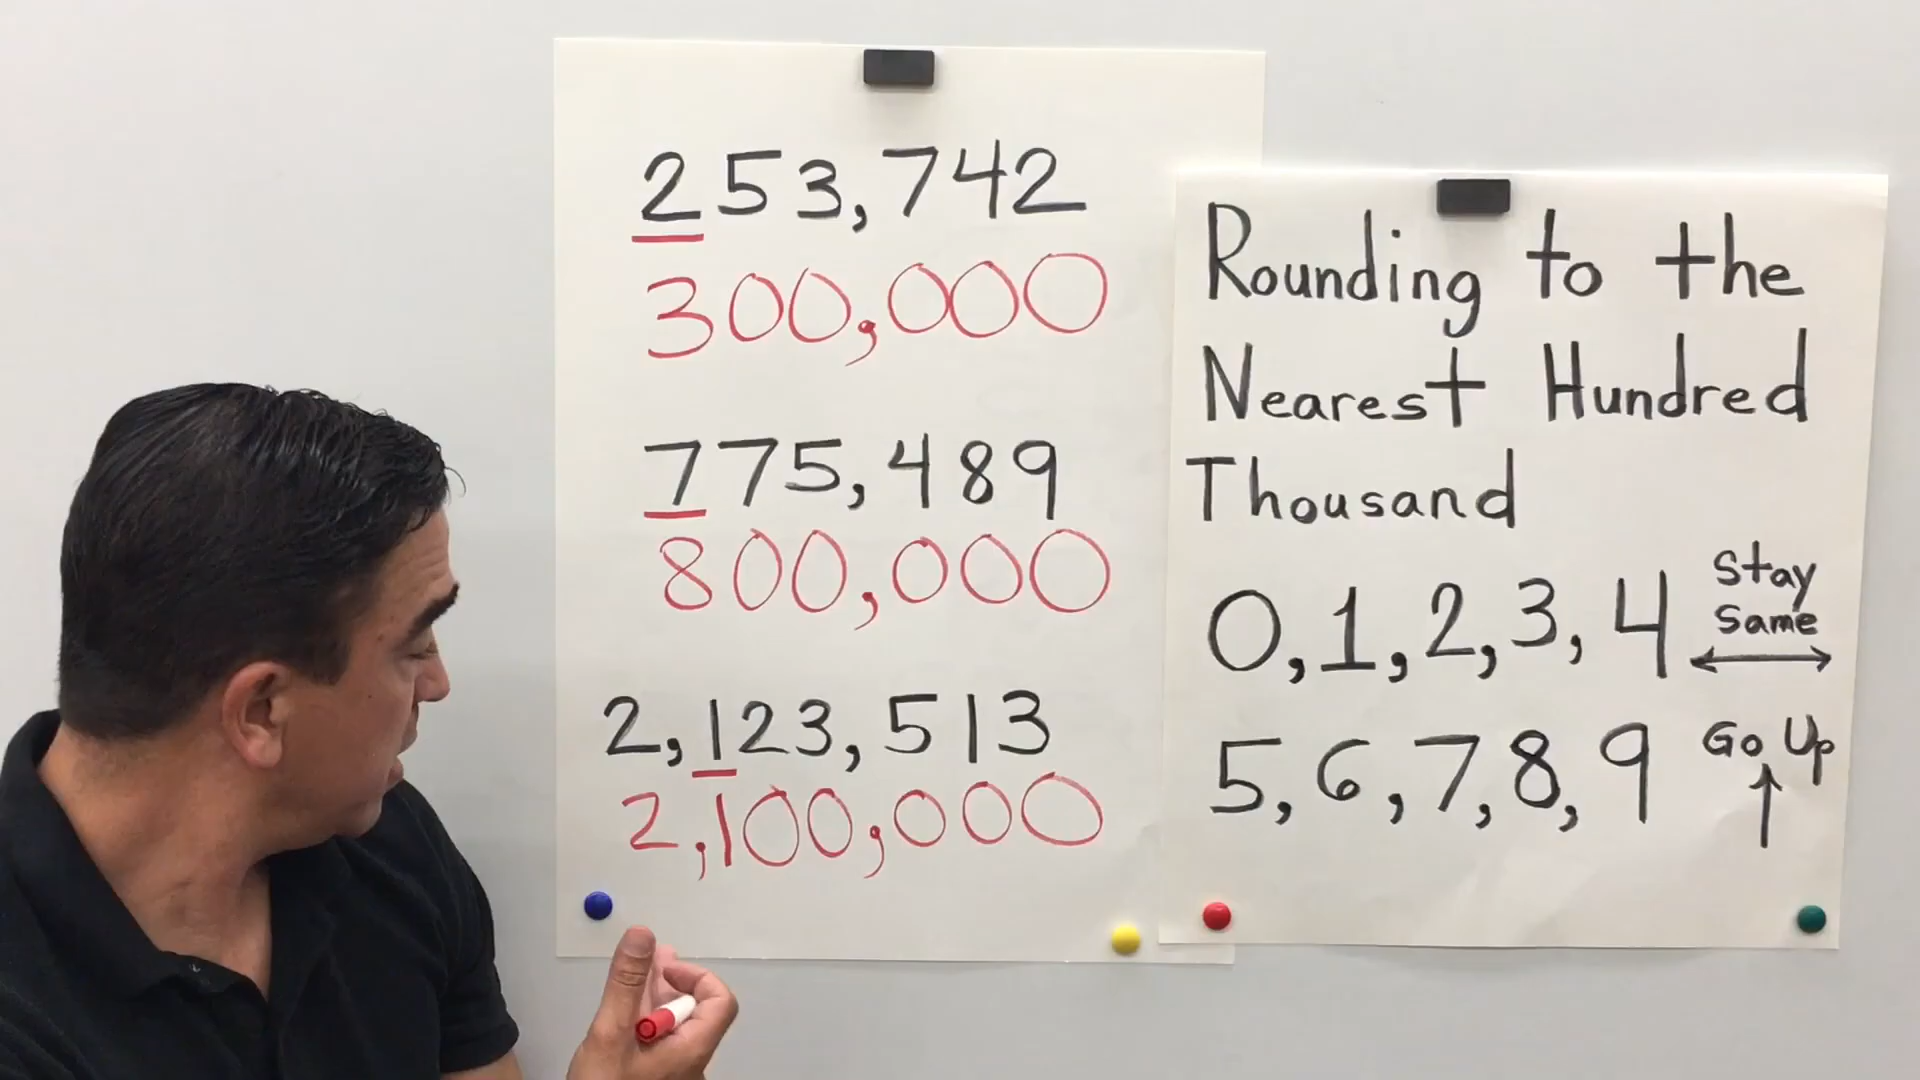 253,742
300,000
775,489
800,000
2,123,513
2,100,000
Rounding to the
Nearest Hundred
Thousand
0,1,2,3,4 Stay
Same
5,6,7,8,9 Go Up